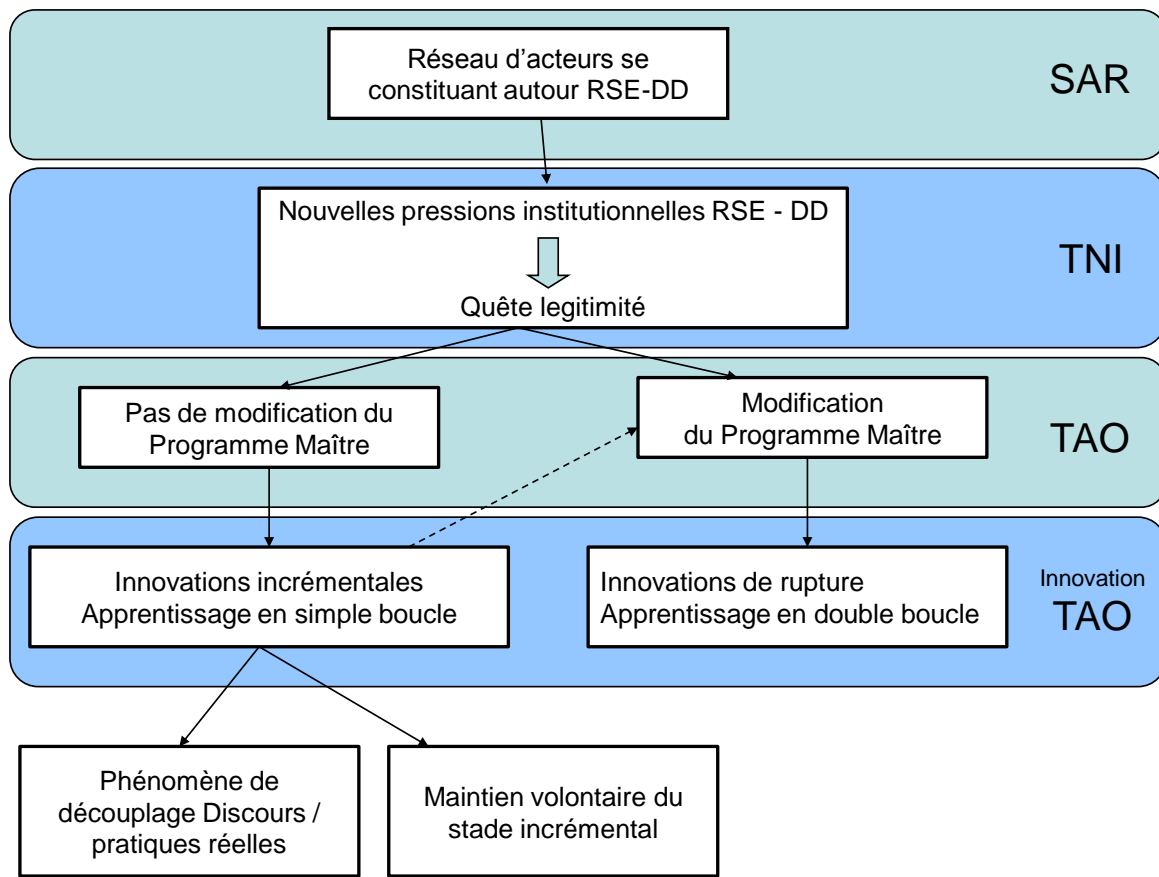 Réseau d’acteurs se
constituant autour RSE-DD
SAR
Nouvelles pressions institutionnelles RSE - DD
Quête legitimité
TNI
Pas de modification du
Programme Maître
Modification
du Programme Maître
TAO
Innovations incrémentales
Apprentissage en simple boucle
Innovations de rupture
Apprentissage en double boucle
Innovation
TAO
Phénomène de
découplage Discours /
pratiques réelles
Maintien volontaire du
stade incrémental